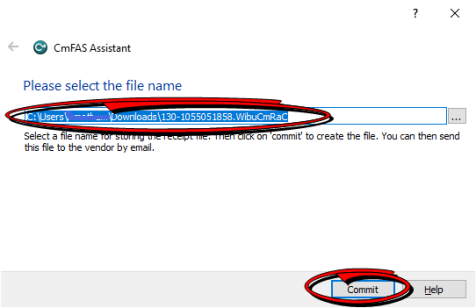 ?
CmFAS Assistant
Please select the file name
C:\Users\ \Downloads\130-1055051858.WibuCmRaC
...
Select a file name for storing the receipt file. Then click on 'commit' to create the file. You can then send
this file to the vendor by email.
Commit
Help